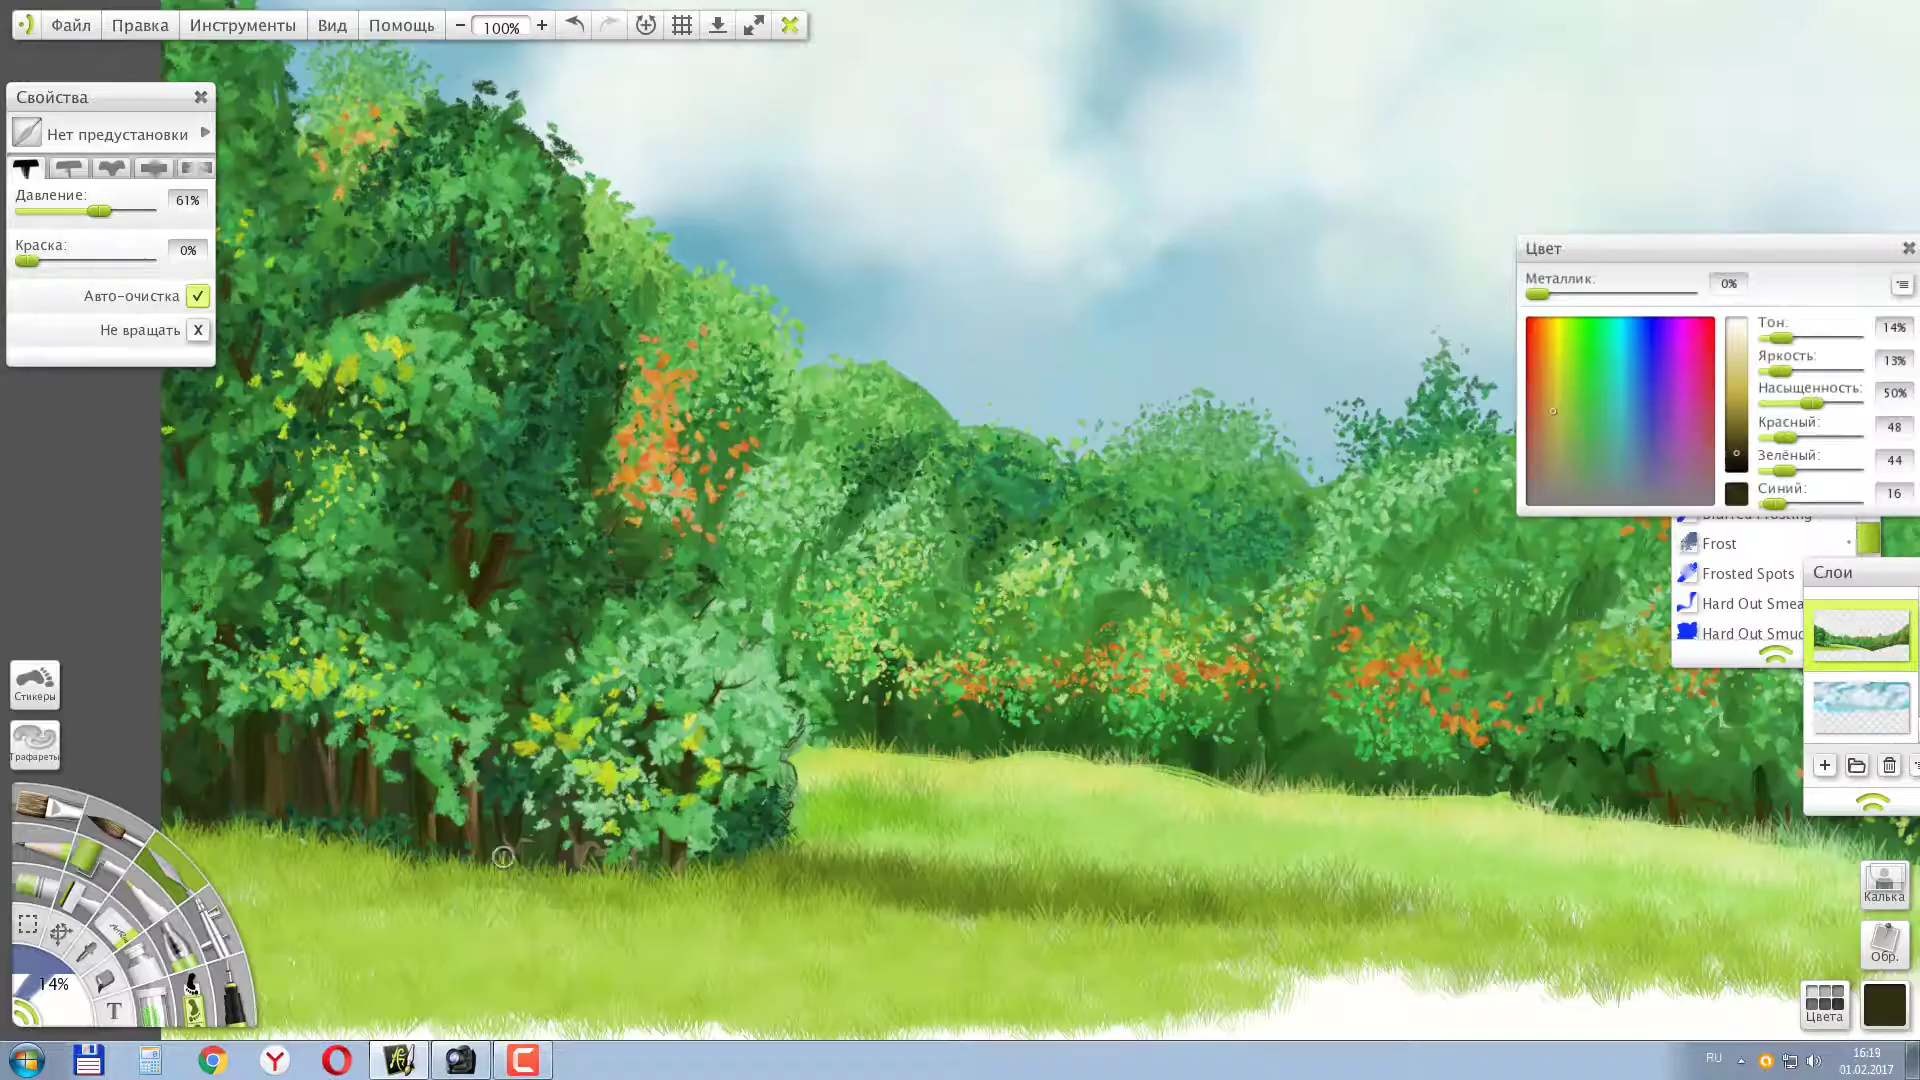 Файл Правка Инструменты Вид Помощь 100%
Свойства
Нет предустановки
Давление: 61%
Краска: 0%
Авто-очистка
Не вращать X
Цвет
Металлик: 0%
Тон: 14%
Яркость: 13%
Насыщенность: 50%
Красный: 48
Зелёный: 44
Синий: 16
Frost
Frosted Spots
Hard Out Smea
Hard Out Smuc
Слои
Стикеры
Трафареты
14%
T
Калька
Обр.
Цвета
RU
16:19
01.02.2017